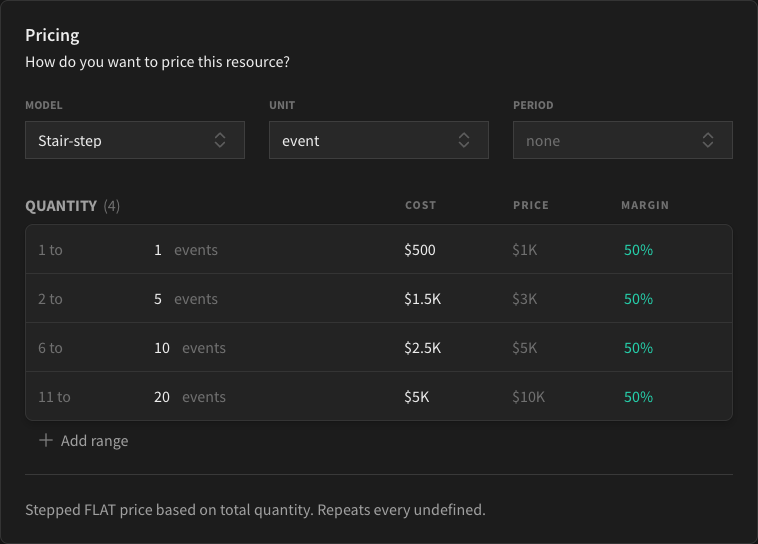 Pricing
How do you want to price this resource?
MODEL UNIT PERIOD
Stair-step event none
QUANTITY (4) COST PRICE MARGIN
1 to 1 events $500 $1K 50%
2 to 5 events $1.5K $3K 50%
6 to 10 events $2.5K $5K 50%
11 to 20 events $5K $10K 50%
+ Add range
Stepped FLAT price based on total quantity. Repeats every undefined.